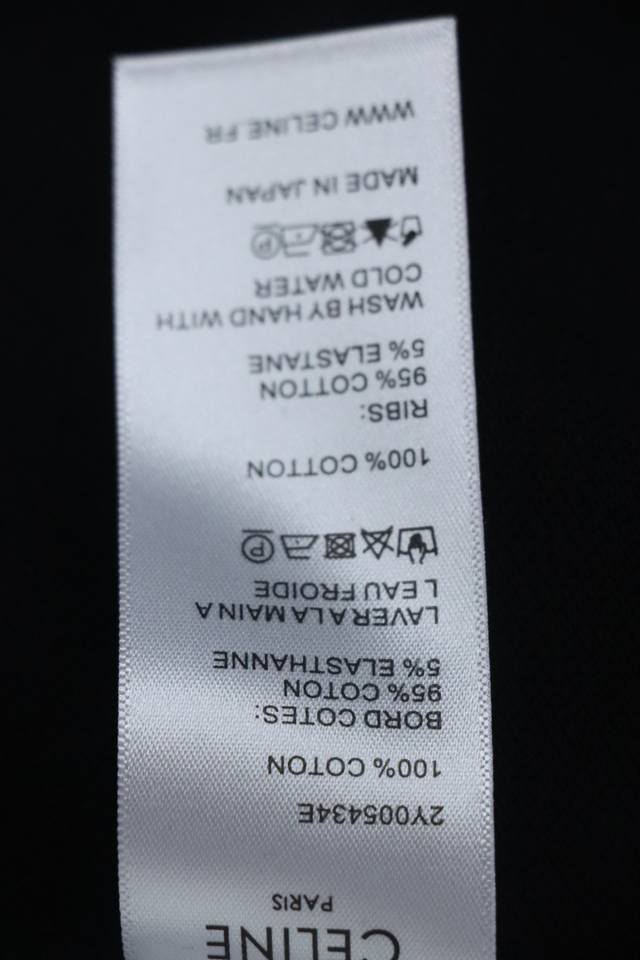 CELINE
PARIS
2Y005434E
100% COTON
BORD COTES:
95% COTON
5% ELASTHANNE
LAVER A LA MAIN A
L EAU FROIDE
P
100% COTTON
RIBS:
95% COTTON
5% ELASTANE
WASH BY HAND WITH
COLD WATER
P
MADE IN JAPAN
WWW.CELINE.FR